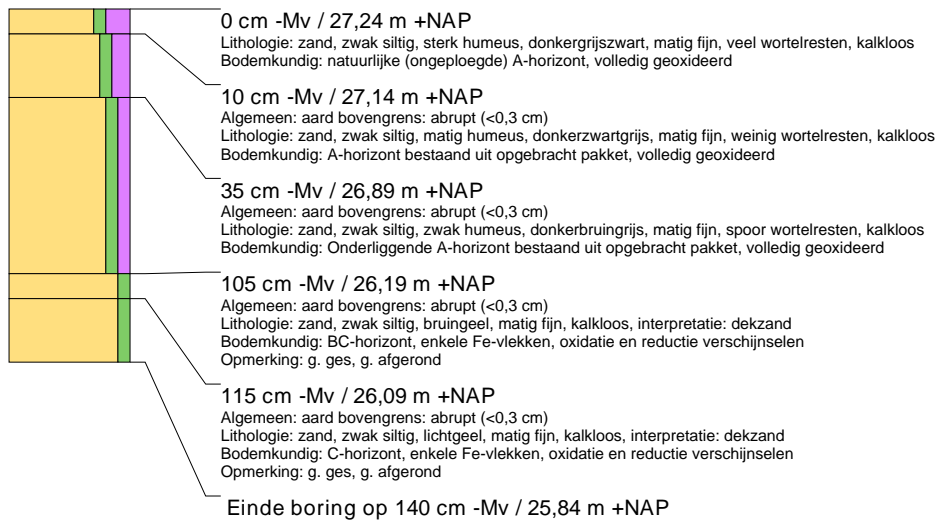 0 cm -Mv / 27,24 m +NAP
Lithologie: zand, zwak siltig, sterk humeus, donkergrijszwart, matig fijn, veel wortelresten, kalkloos
Bodemkundig: natuurlijke (ongeploegde) A-horizont, volledig geoxideerd
10 cm -Mv / 27,14 m +NAP
Algemeen: aard bovengrens: abrupt (<0,3 cm)
Lithologie: zand, zwak siltig, matig humeus, donkerzwartgrijs, matig fijn, weinig wortelresten, kalkloos
Bodemkundig: A-horizont bestaand uit opgebracht pakket, volledig geoxideerd
35 cm -Mv / 26,89 m +NAP
Algemeen: aard bovengrens: abrupt (<0,3 cm)
Lithologie: zand, zwak siltig, zwak humeus, donkerbruingrijs, matig fijn, spoor wortelresten, kalkloos
Bodemkundig: Onderliggende A-horizont bestaand uit opgebracht pakket, volledig geoxideerd
105 cm -Mv / 26,19 m +NAP
Algemeen: aard bovengrens: abrupt (<0,3 cm)
Lithologie: zand, zwak siltig, bruingeel, matig fijn, kalkloos, interpretatie: dekzand
Bodemkundig: BC-horizont, enkele Fe-vlekken, oxidatie en reductie verschijnselen
Opmerking: g. ges, g. afgerond
115 cm -Mv / 26,09 m +NAP
Algemeen: aard bovengrens: abrupt (<0,3 cm)
Lithologie: zand, zwak siltig, lichtgeel, matig fijn, kalkloos, interpretatie: dekzand
Bodemkundig: C-horizont, enkele Fe-vlekken, oxidatie en reductie verschijnselen
Opmerking: g. ges, g. afgerond
Einde boring op 140 cm -Mv / 25,84 m +NAP